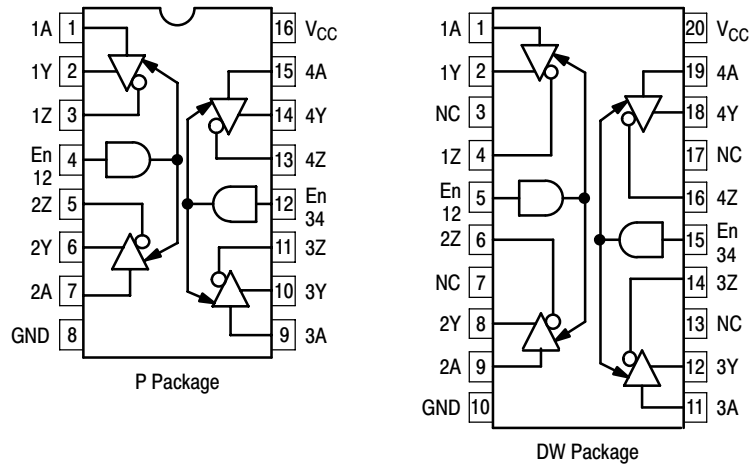 1A 1
1Y 2
1Z 3
En 12 4
2Z 5
2Y 6
2A 7
GND 8
16 VCC
15 4A
14 4Y
13 4Z
12 En 34
11 3Z
10 3Y
9 3A
P Package
1A 1
1Y 2
NC 3
1Z 4
En 12 5
2Z 6
NC 7
2Y 8
2A 9
GND 10
20 VCC
19 4A
18 4Y
17 NC
16 4Z
15 En 34
14 3Z
13 NC
12 3Y
11 3A
DW Package